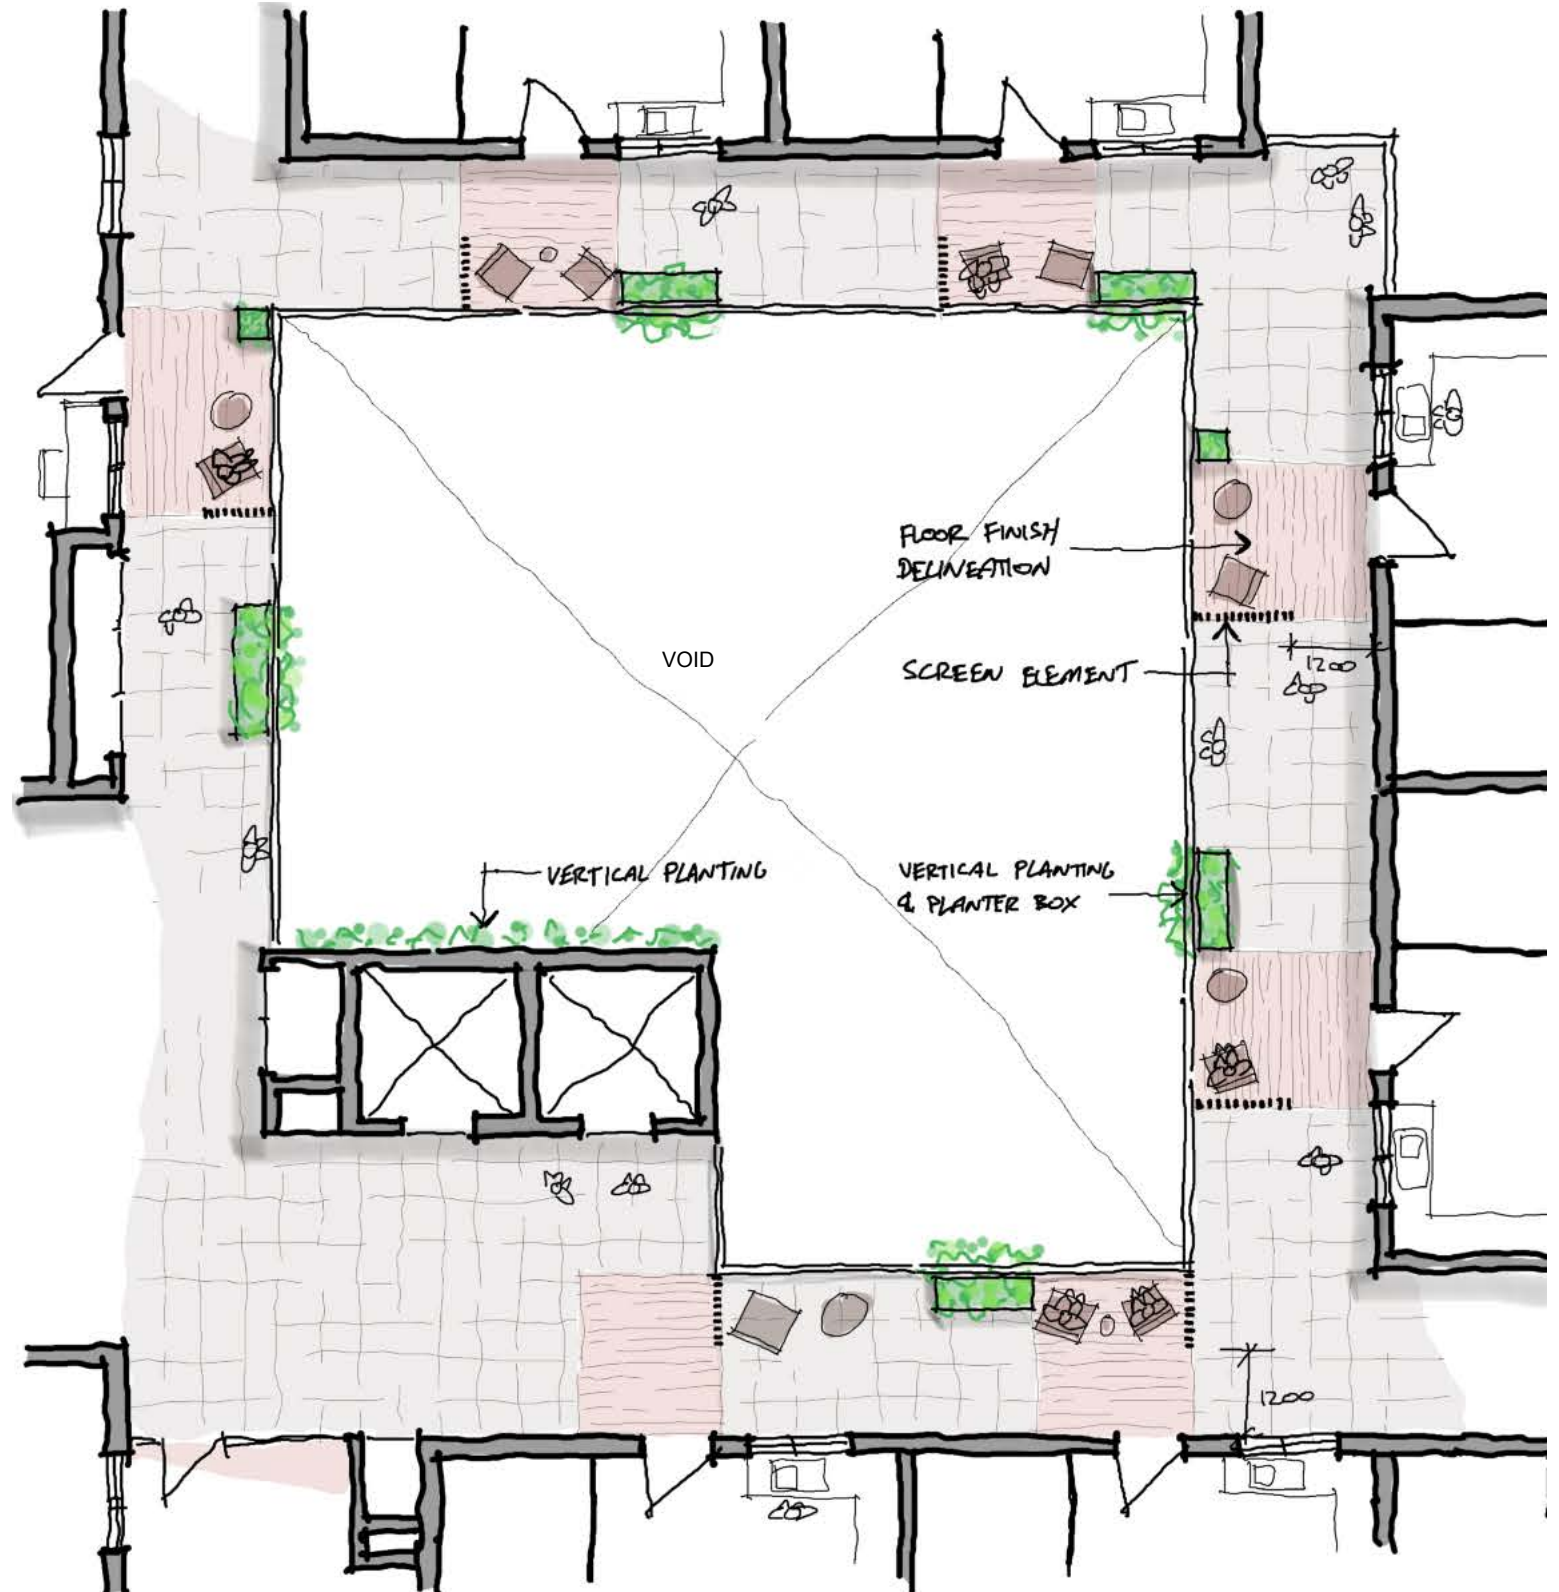 FLOOR FINISH
DELINEATION
VOID
SCREEN ELEMENT
1200
VERTICAL PLANTING
VERTICAL PLANTING
& PLANTER BOX
1200